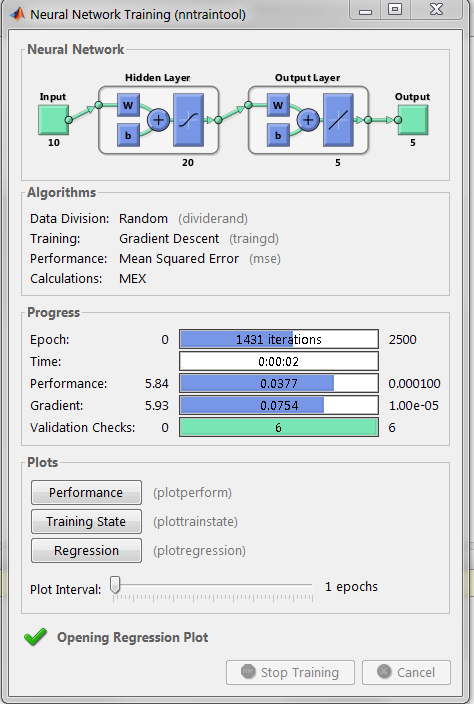 Neural Network Training (nntraintool)
Neural Network
Hidden Layer Output Layer
Input Output
W W
b b
+ +
10 20 5 5
Algorithms
Data Division: Random (dividerand)
Training: Gradient Descent (traingd)
Performance: Mean Squared Error (mse)
Calculations: MEX
Progress
Epoch: 0 1431 iterations 2500
Time: 0:00:02
Performance: 5.84 0.0377 0.000100
Gradient: 5.93 0.0754 1.00e-05
Validation Checks: 0 6 6
Plots
Performance (plotperform)
Training State (plottrainstate)
Regression (plotregression)
Plot Interval: 1 epochs
Opening Regression Plot
Stop Training Cancel